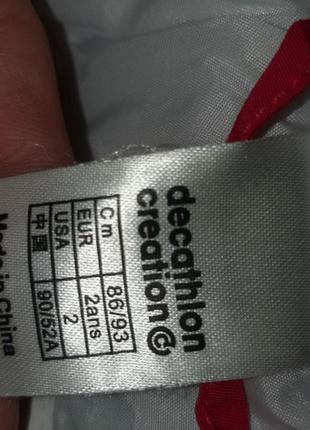 decathlon
creation©
Cm 86/93
EUR 2ans
USA 2
中国 90/52A
Made in China